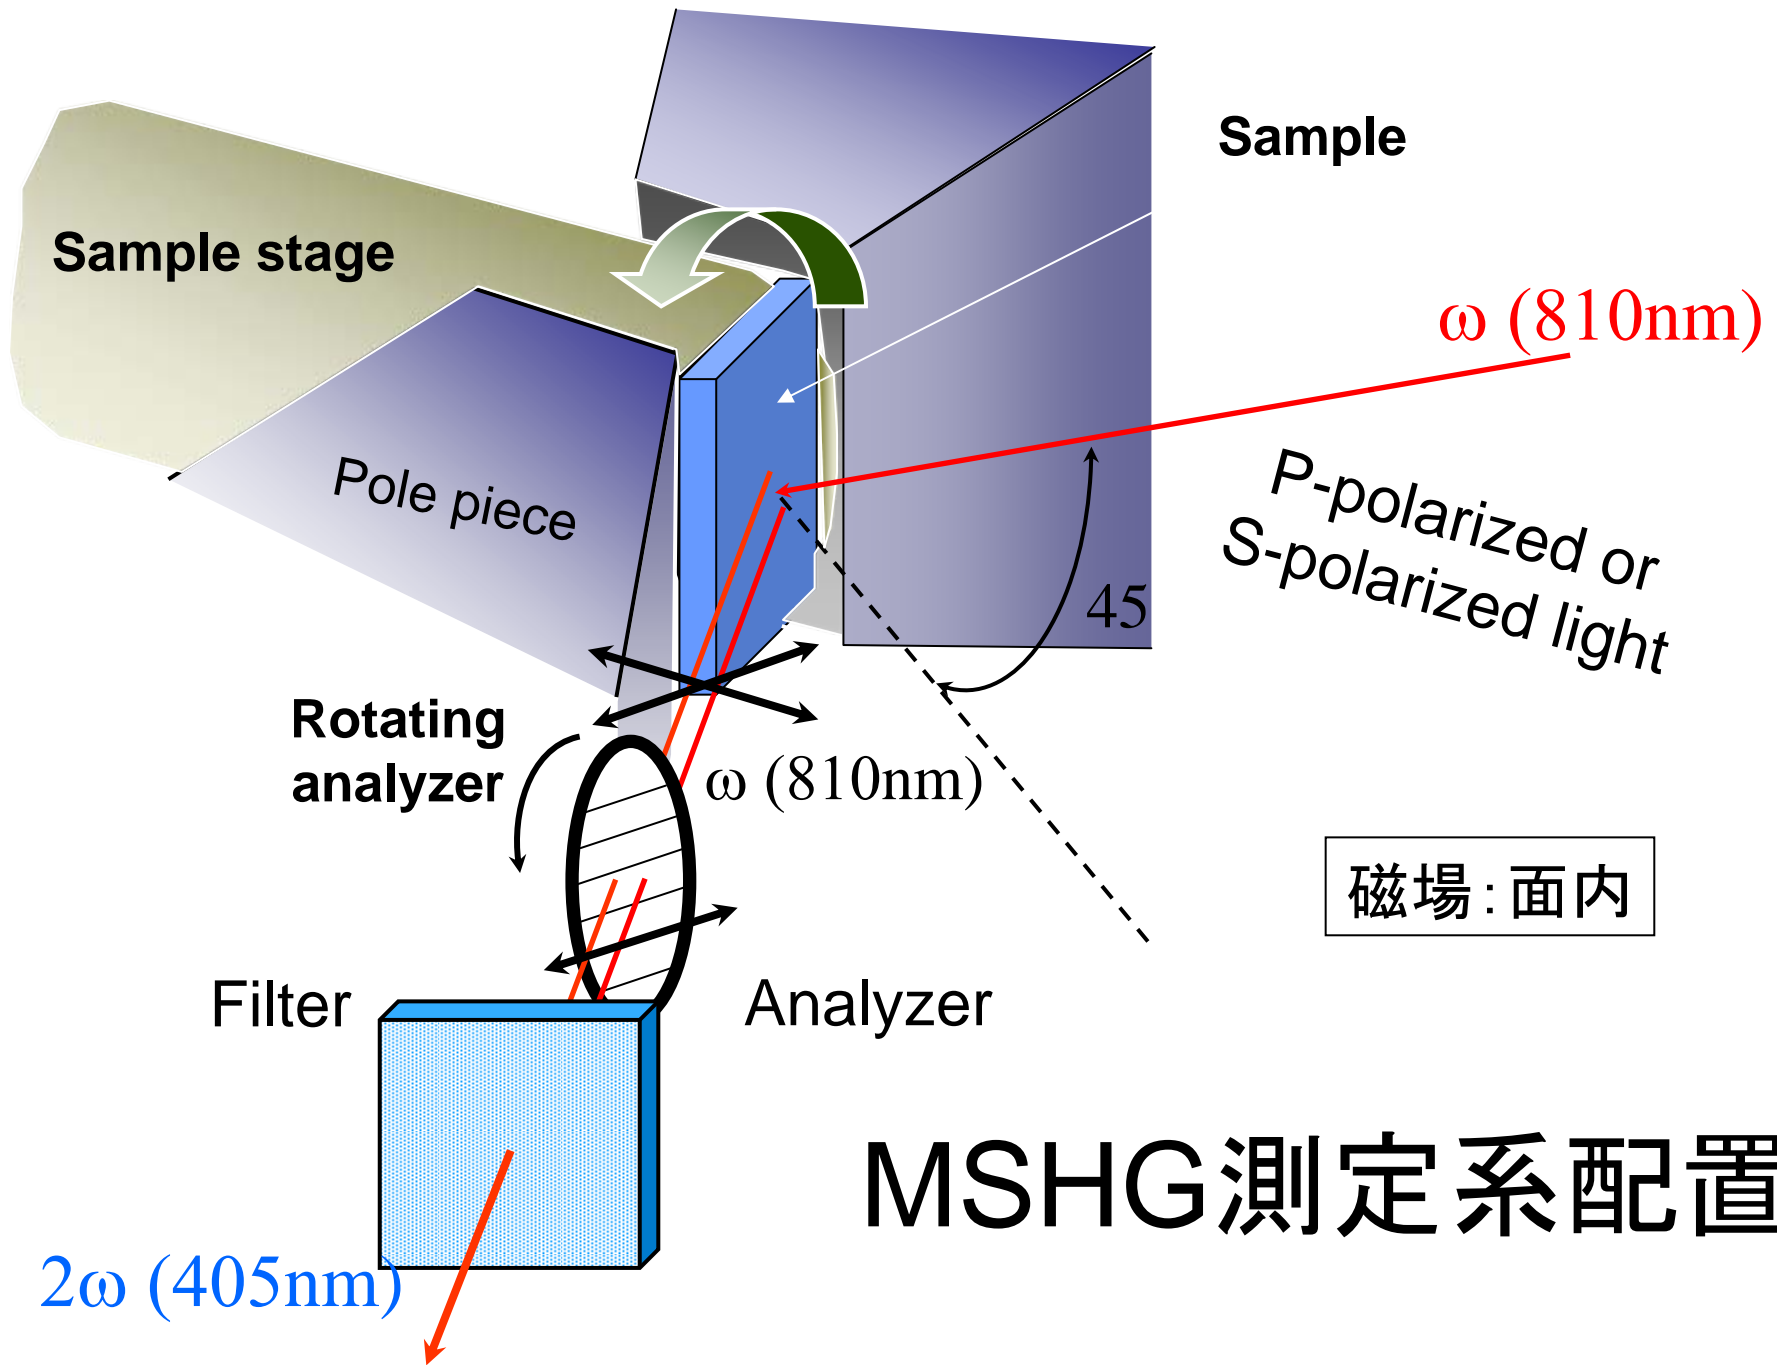 Sample
Sample stage
ω (810nm)
Pole piece
P-polarized or
S-polarized light
45
Rotating
analyzer
ω (810nm)
磁場：面内
Filter
Analyzer
MSHG測定系配置
2ω (405nm)